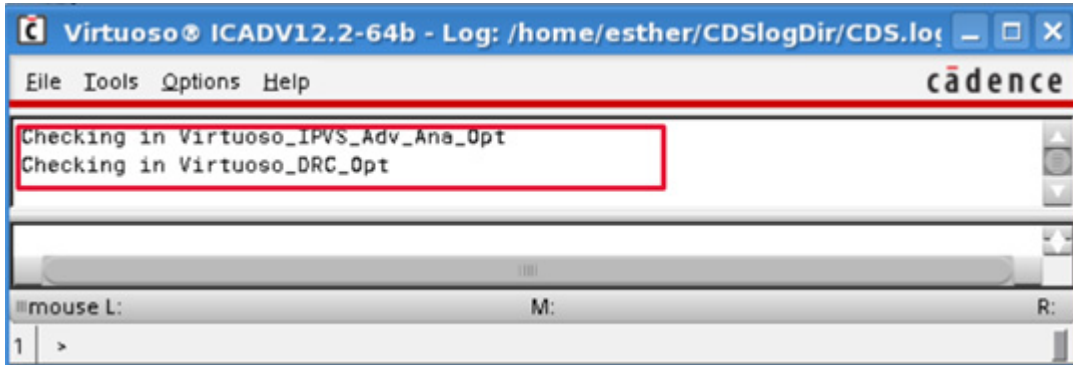 Virtuoso® ICADV12.2-64b - Log: /home/esther/CDSlogDir/CDS.log
File Tools Options Help
cādence
Checking in Virtuoso_IPVS_Adv_Ana_Opt
Checking in Virtuoso_DRC_Opt
mouse L: M: R:
1 >